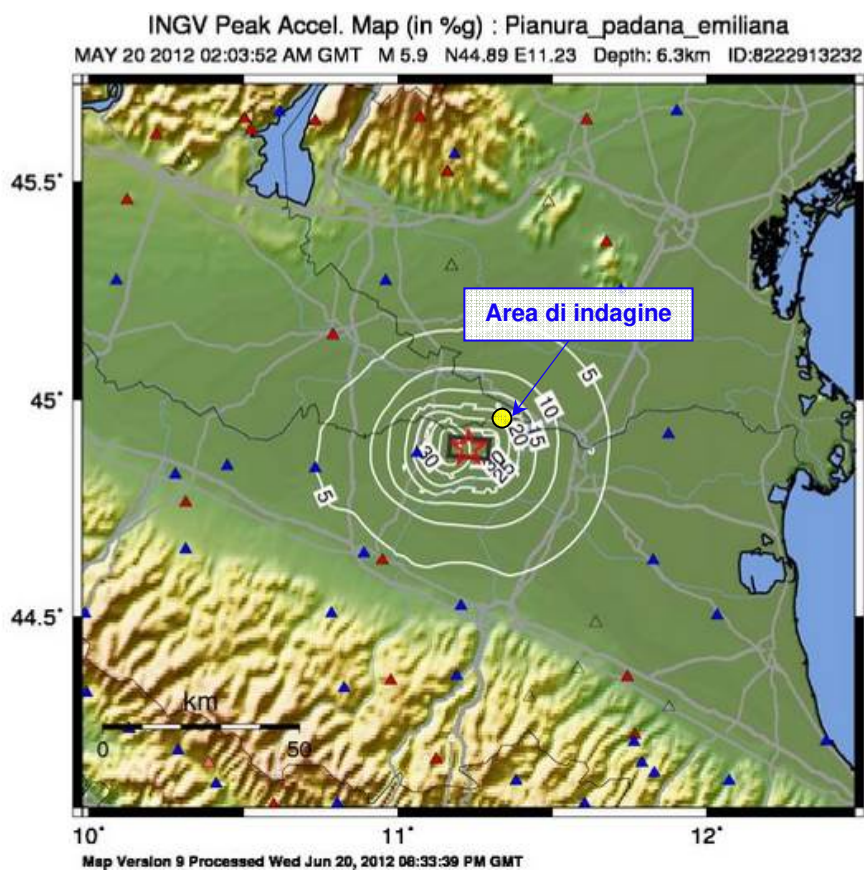 INGV Peak Accel. Map (in %g) : Pianura_padana_emiliana
MAY 20 2012 02:03:52 AM GMT M 5.9 N44.89 E11.23 Depth: 6.3km ID:82229913232
45.5°
Area di indagine
45°
5
10
15
20
30
5
44.5°
km
0 50
10° 11° 12°
Map Version 9 Processed Wed Jun 20, 2012 08:33:39 PM GMT